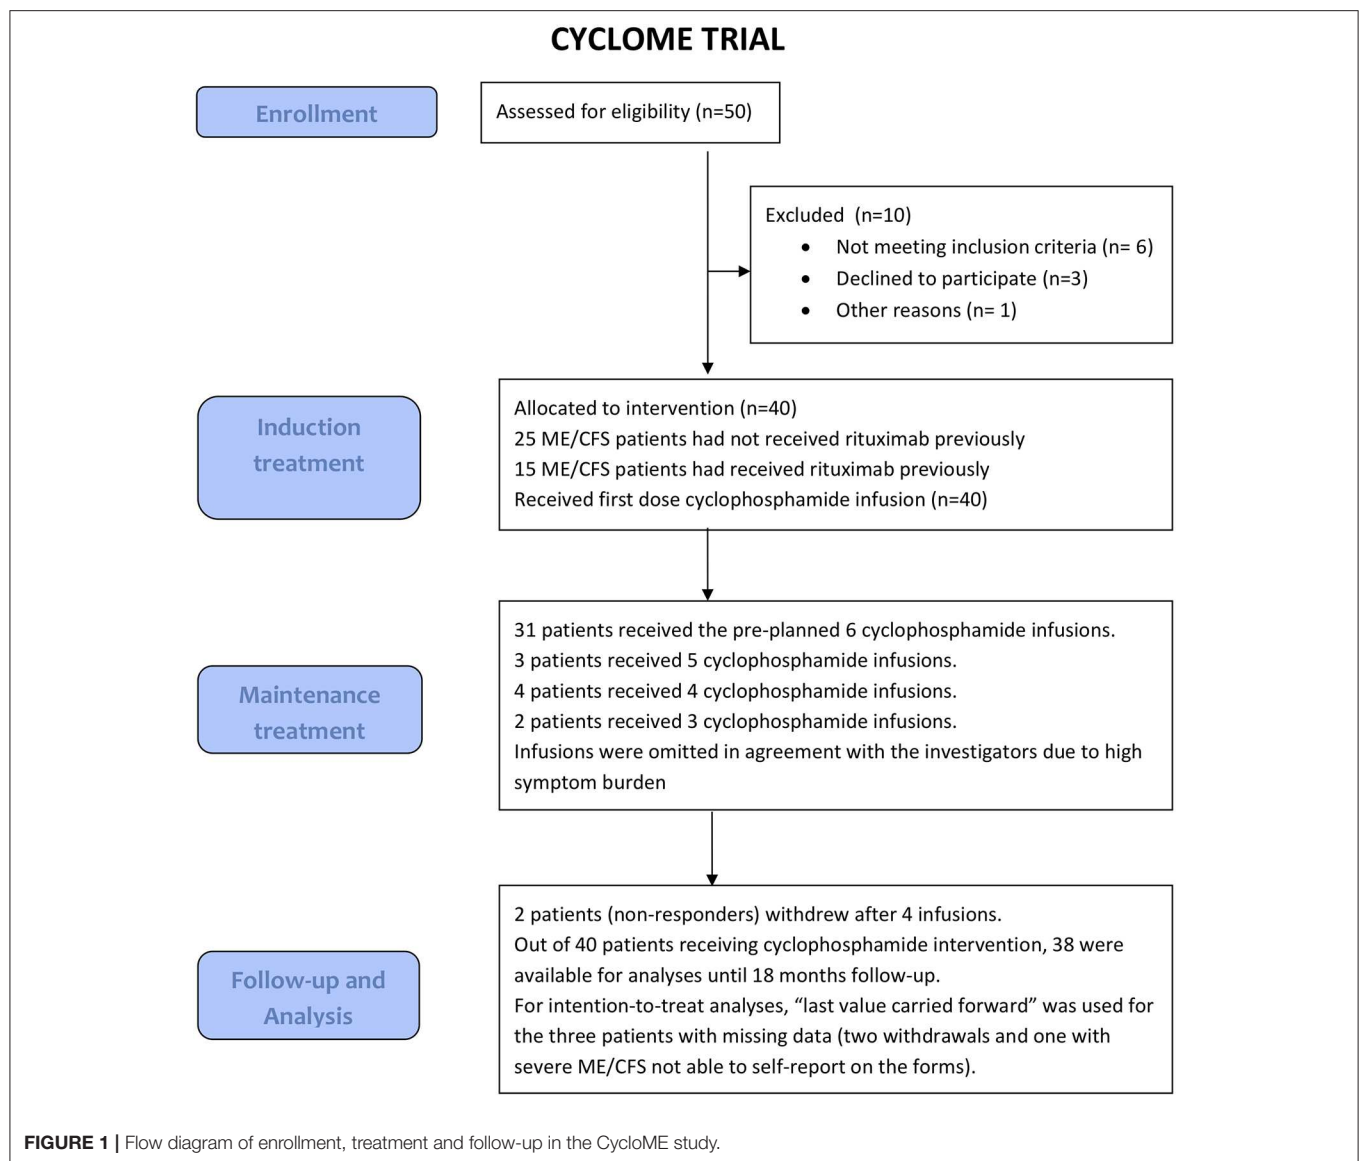 CYCLOME TRIAL
Enrollment
Assessed for eligibility (n=50)
Excluded (n=10)
• Not meeting inclusion criteria (n= 6)
• Declined to participate (n=3)
• Other reasons (n= 1)
Induction
treatment
Allocated to intervention (n=40)
25 ME/CFS patients had not received rituximab previously
15 ME/CFS patients had received rituximab previously
Received first dose cyclophosphamide infusion (n=40)
Maintenance
treatment
31 patients received the pre-planned 6 cyclophosphamide infusions.
3 patients received 5 cyclophosphamide infusions.
4 patients received 4 cyclophosphamide infusions.
2 patients received 3 cyclophosphamide infusions.
Infusions were omitted in agreement with the investigators due to high
symptom burden
Follow-up and
Analysis
2 patients (non-responders) withdrew after 4 infusions.
Out of 40 patients receiving cyclophosphamide intervention, 38 were
available for analyses until 18 months follow-up.
For intention-to-treat analyses, “last value carried forward” was used for
the three patients with missing data (two withdrawals and one with
severe ME/CFS not able to self-report on the forms).
FIGURE 1 | Flow diagram of enrollment, treatment and follow-up in the CycloME study.